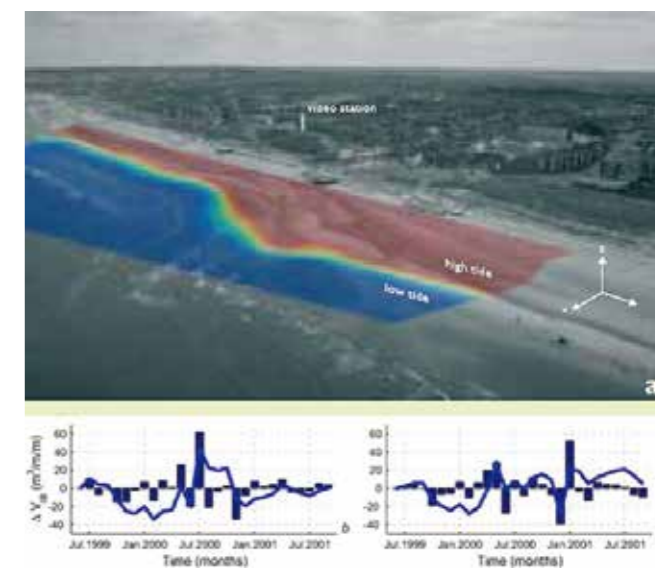 video station
high tide
low tide
a
60
40
20
0
-20
-40
Jul.1999 Jan.2000 Jul.2000 Jan.2001 Jul.2001
Time (months)
b
60
40
20
0
-20
-40
Jul.1999 Jan.2000 Jul.2000 Jan.2001 Jul.2001
Time (months)